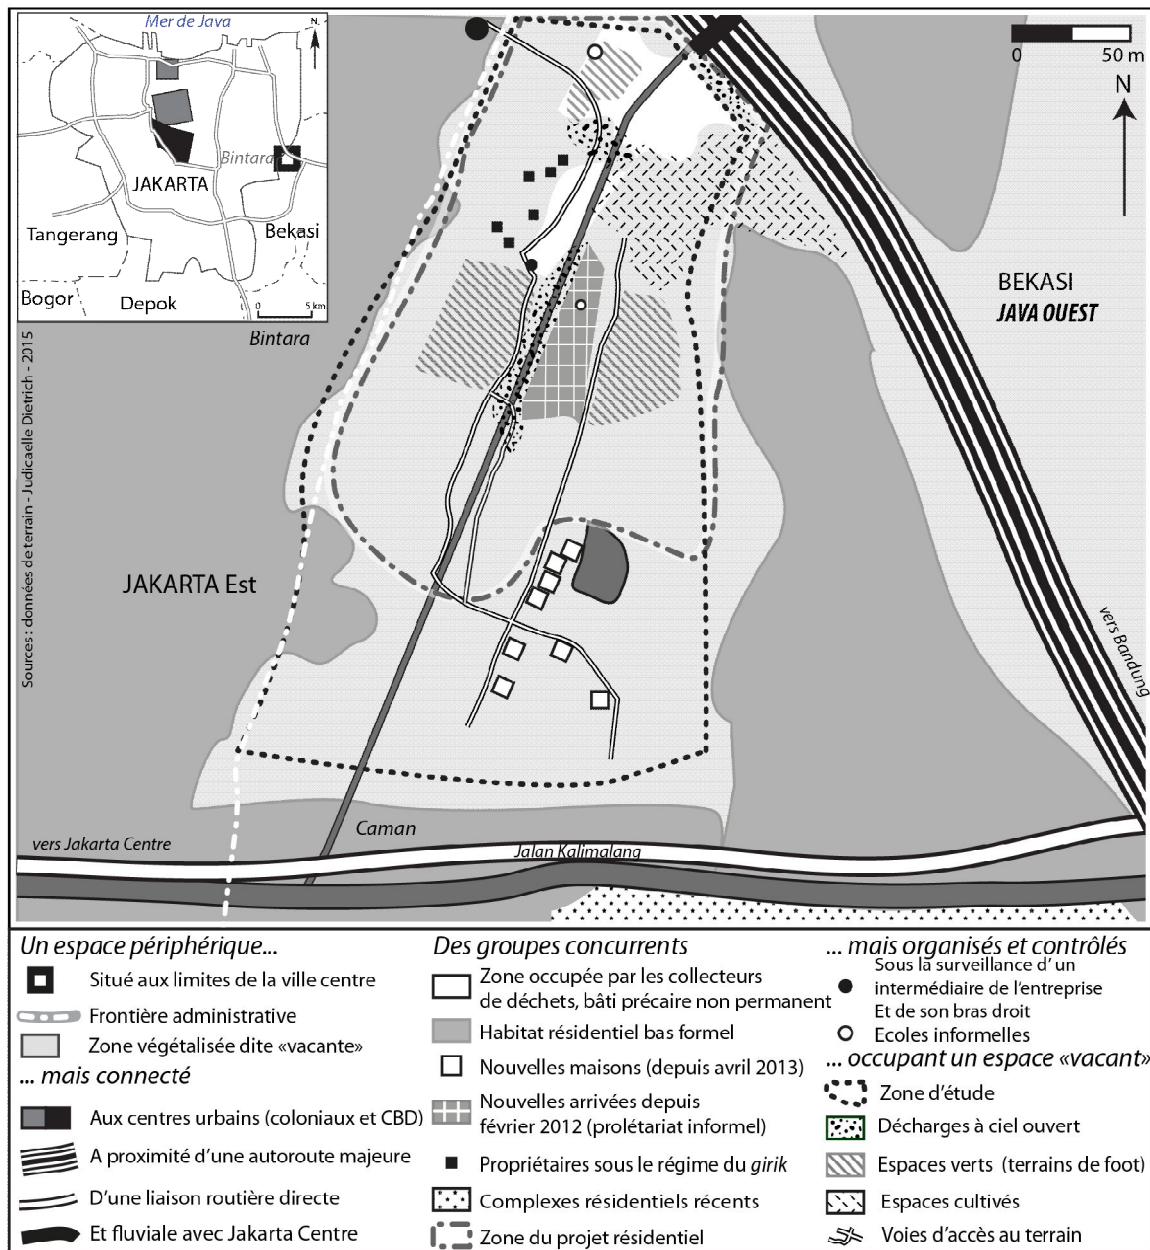 Mer de Java
N.
Bintara
JAKARTA
Tangerang
Bekasi
Bogor
Depok
0 5 km
0 50 m
N
BEKASI
JAVA OUEST
Bintara
Sources : données de terrain - Judicaelle Dietrich - 2015
JAKARTA Est
vers Bandung
Caman
vers Jakarta Centre
Jalan Kalimalang
Un espace périphérique...
Situé aux limites de la ville centre
Frontière administrative
Zone végétalisée dite «vacante»
... mais connecté
Aux centres urbains (coloniaux et CBD)
A proximité d'une autoroute majeure
D'une liaison routière directe
Et fluviale avec Jakarta Centre
Des groupes concurrents
Zone occupée par les collecteurs
de déchets, bâti précaire non permanent
Habitat résidentiel bas formel
Nouvelles maisons (depuis avril 2013)
Nouvelles arrivées depuis
février 2012 (prolétariat informel)
Propriétaires sous le régime du girik
Complexes résidentiels récents
Zone du projet résidentiel
... mais organisés et contrôlés
Sous la surveillance d' un
intermédiaire de l'entreprise
Et de son bras droit
Ecoles informelles
... occupant un espace «vacant»
Zone d'étude
Décharges à ciel ouvert
Espaces verts (terrains de foot)
Espaces cultivés
Voies d'accès au terrain